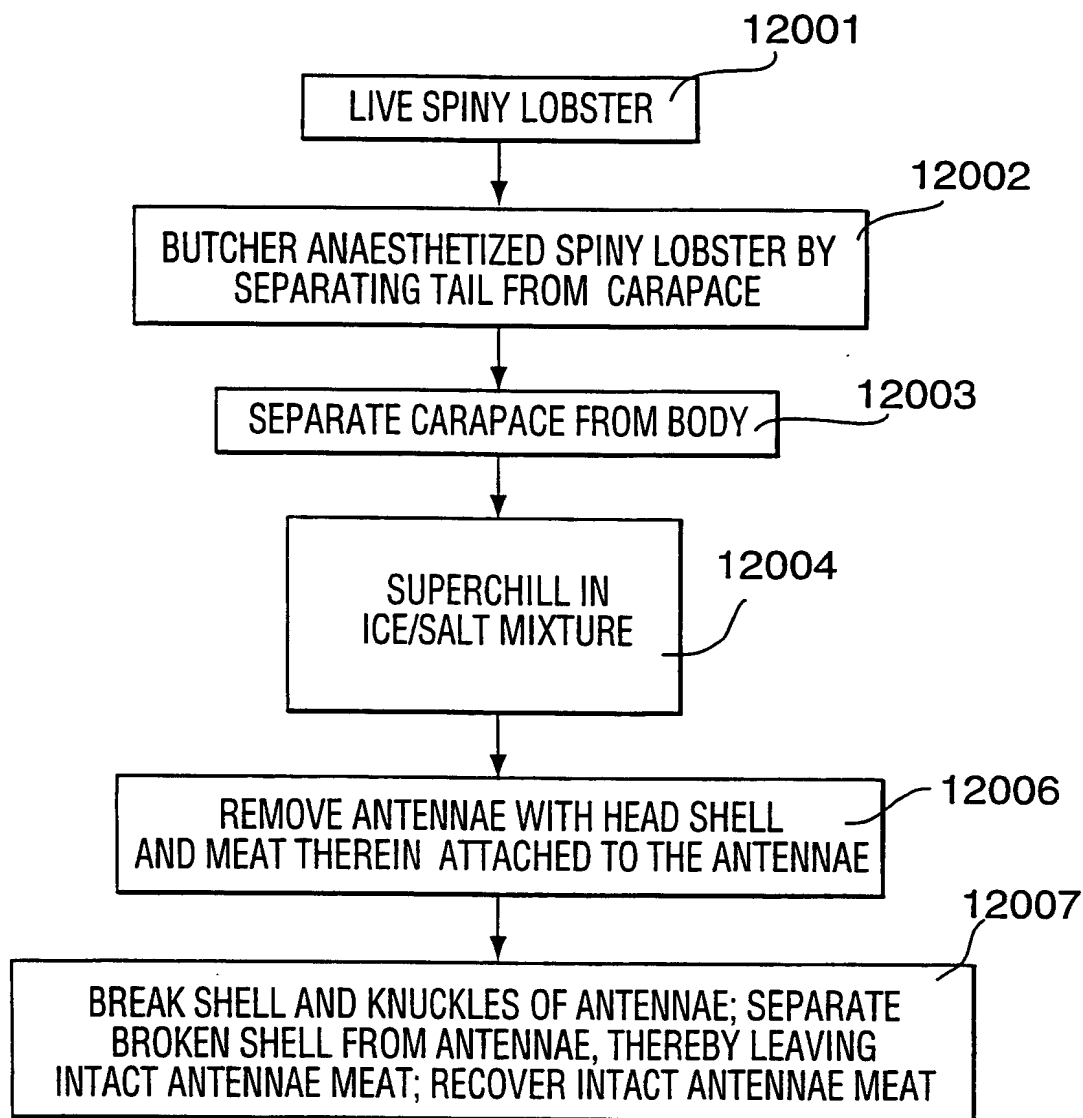 12001
LIVE SPINY LOBSTER
12002
BUTCHER ANAESTHETIZED SPINY LOBSTER BY
SEPARATING TAIL FROM CARAPACE
12003
SEPARATE CARAPACE FROM BODY
12004
SUPERCHILL IN
ICE/SALT MIXTURE
12006
REMOVE ANTENNAE WITH HEAD SHELL
AND MEAT THEREIN ATTACHED TO THE ANTENNAE
12007
BREAK SHELL AND KNUCKLES OF ANTENNAE; SEPARATE
BROKEN SHELL FROM ANTENNAE, THEREBY LEAVING
INTACT ANTENNAE MEAT; RECOVER INTACT ANTENNAE MEAT